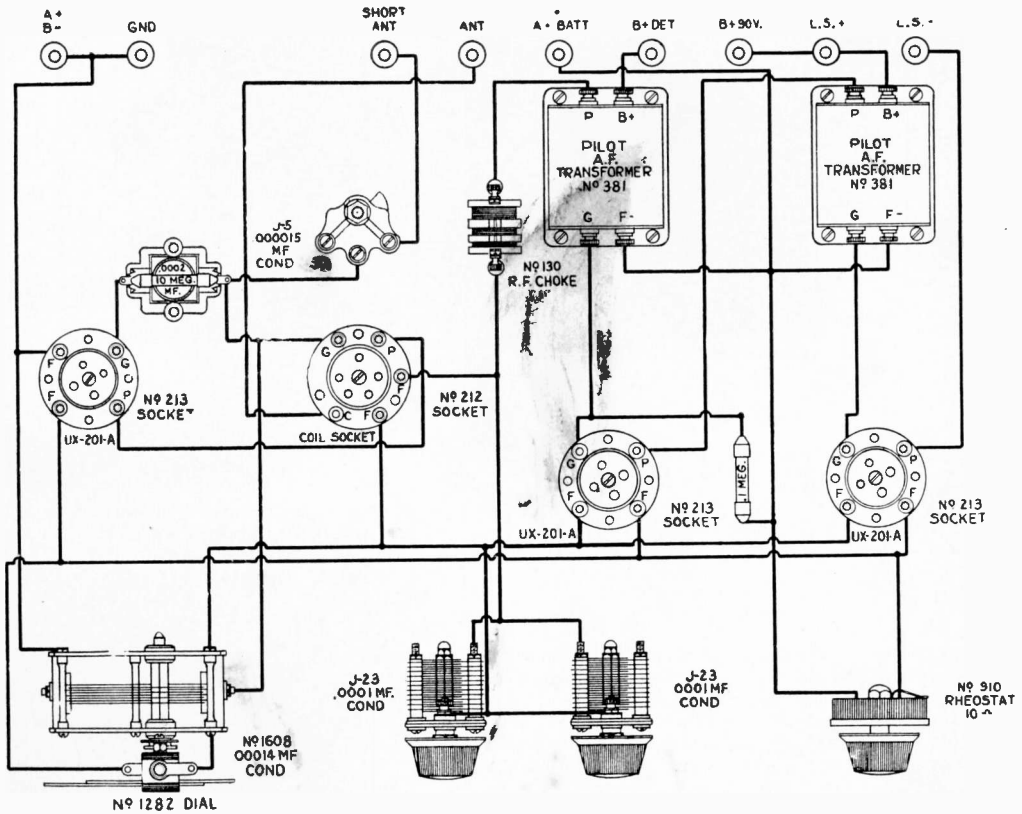 A+
B-
GND
SHORT
ANT
ANT
A - BATT
B+DET
B+90V.
L.S.+
L.S.-
P
B+
PILOT
A.F.
TRANSFORMER
Nº 381
G
F-
P
B+
PILOT
A.F.
TRANSFORMER
Nº 381
G
F-
J-5
000015
MF
COND
.0002
10 MEG.
MF.
Nº 130
R.F. CHOKE
F
G
F
P
Nº 213
SOCKET
UX-201-A
G
P
F
C
F
Nº 212
SOCKET
COIL SOCKET
G
P
F
F
Nº 213
SOCKET
UX-201-A
.1 MEG.
G
P
F
F
Nº 213
SOCKET
UX-201-A
J-23
.0001 MF.
COND
J-23
0001 MF
COND
Nº 910
RHEOSTAT
10 Ω
Nº 1608
00014 MF
COND
Nº 1282 DIAL